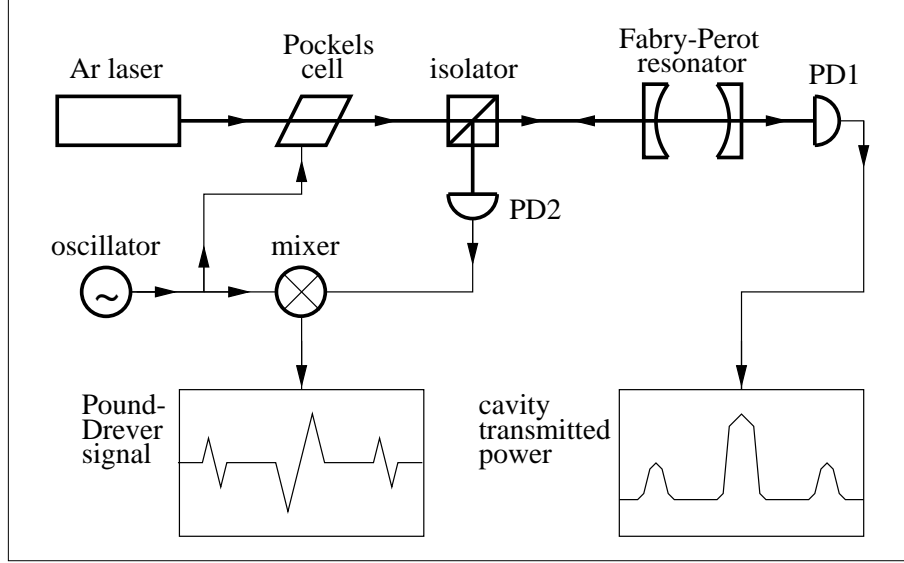 Ar laser
Pockels
cell
isolator
Fabry-Perot
resonator
PD1
PD2
oscillator
mixer
~
Pound-
Drever
signal
cavity
transmitted
power